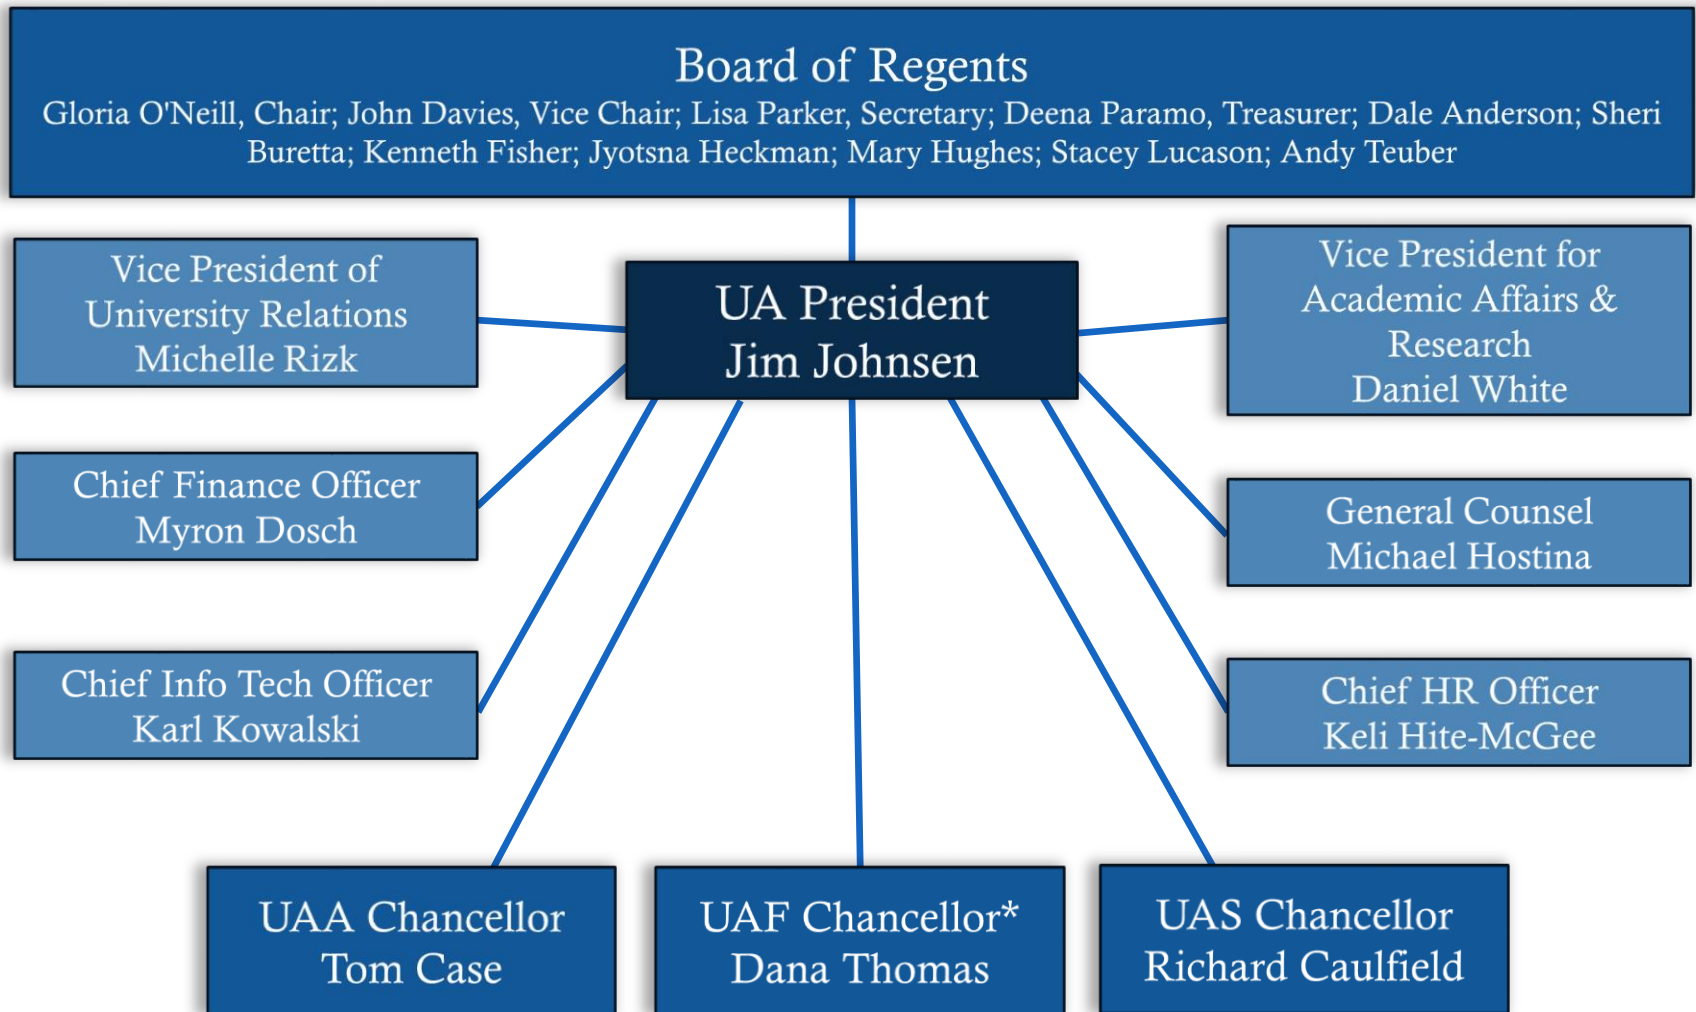 Board of Regents
Gloria O'Neill, Chair; John Davies, Vice Chair; Lisa Parker, Secretary; Deena Paramo, Treasurer; Dale Anderson; Sheri
Buretta; Kenneth Fisher; Jyotsna Heckman; Mary Hughes; Stacey Lucason; Andy Teuber
Vice President of
University Relations
Michelle Rizk
UA President
Jim Johnsen
Vice President for
Academic Affairs &
Research
Daniel White
Chief Finance Officer
Myron Dosch
General Counsel
Michael Hostina
Chief Info Tech Officer
Karl Kowalski
Chief HR Officer
Keli Hite-McGee
UAA Chancellor
Tom Case
UAF Chancellor*
Dana Thomas
UAS Chancellor
Richard Caulfield